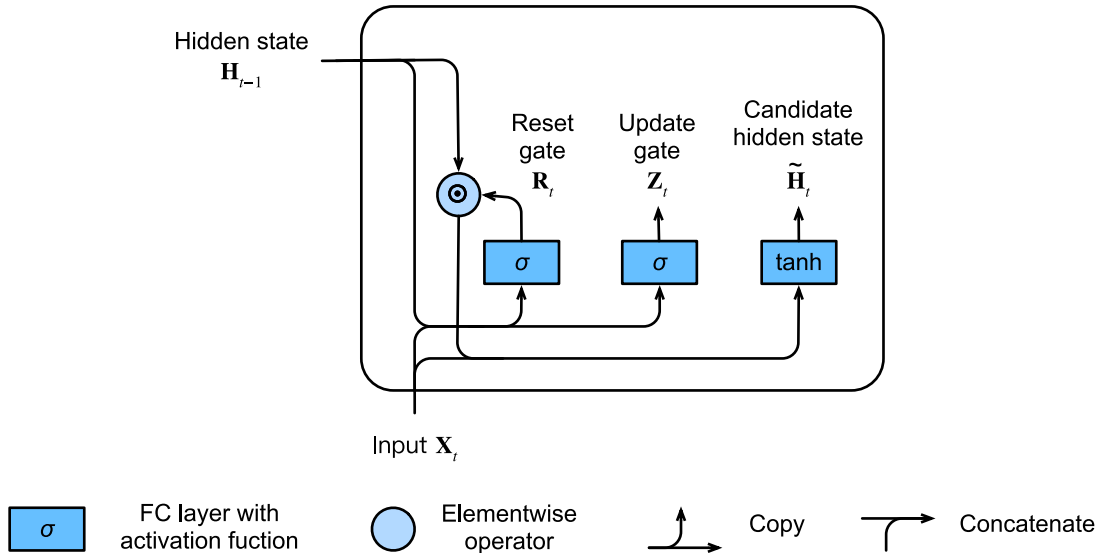 Hidden state
H_{t−1}
Reset
gate
R_t
Update
gate
Z_t
Candidate
hidden state
H̃_t
⊙
σ
σ
tanh
Input X_t
σ
FC layer with
activation fuction
Elementwise
operator
Copy
Concatenate